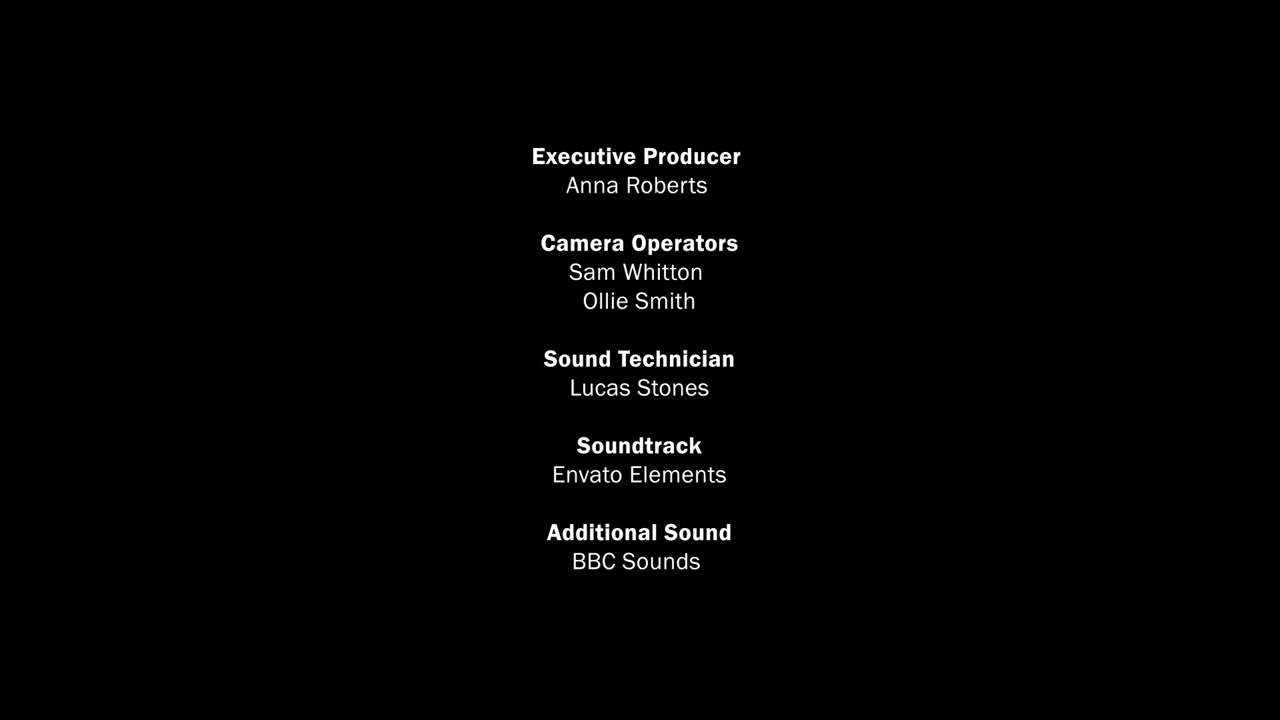 Executive Producer
Anna Roberts
Camera Operators
Sam Whitton
Ollie Smith
Sound Technician
Lucas Stones
Soundtrack
Envato Elements
Additional Sound
BBC Sounds